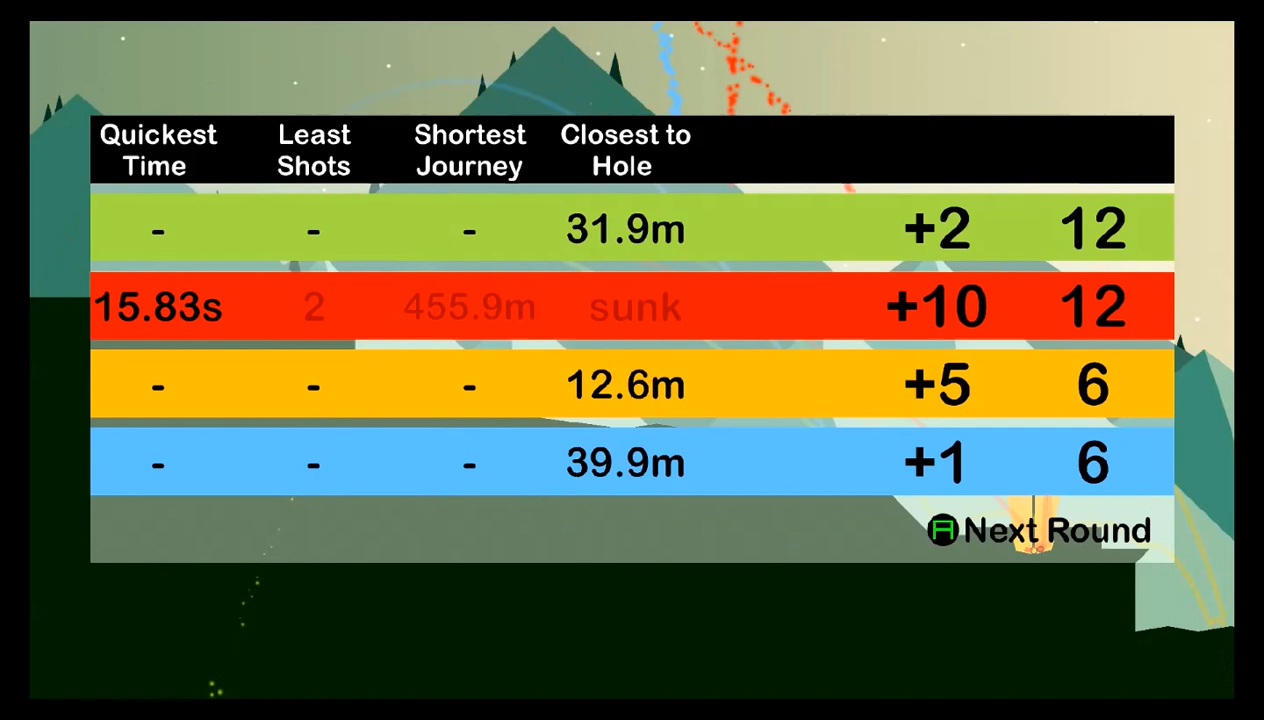 Quickest Time Least Shots Shortest Journey Closest to Hole
- - - 31.9m +2 12
15.83s 2 455.9m sunk +10 12
- - - 12.6m +5 6
- - - 39.9m +1 6
A Next Round